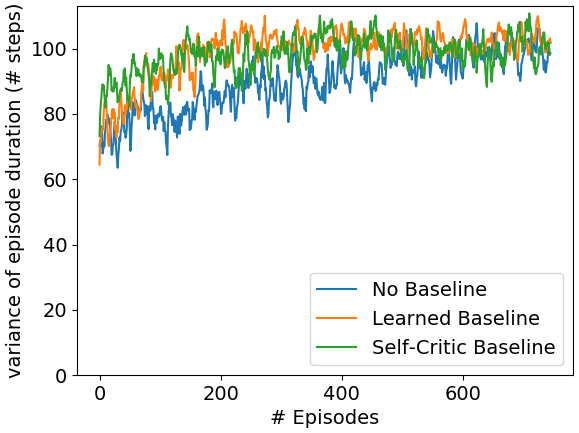 variance of episode duration (# steps)
100
80
60
40
20
0
0 200 400 600
# Episodes
No Baseline
Learned Baseline
Self-Critic Baseline